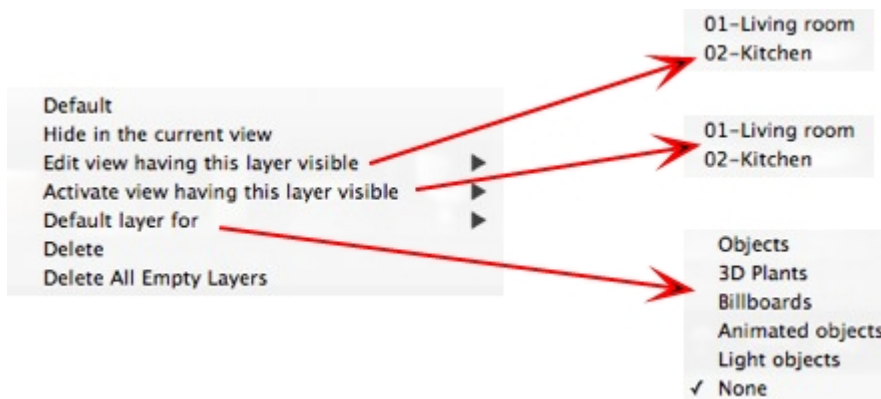 Default
Hide in the current view
Edit view having this layer visible
Activate view having this layer visible
Default layer for
Delete
Delete All Empty Layers
01-Living room
02-Kitchen
01-Living room
02-Kitchen
Objects
3D Plants
Billboards
Animated objects
Light objects
✓ None